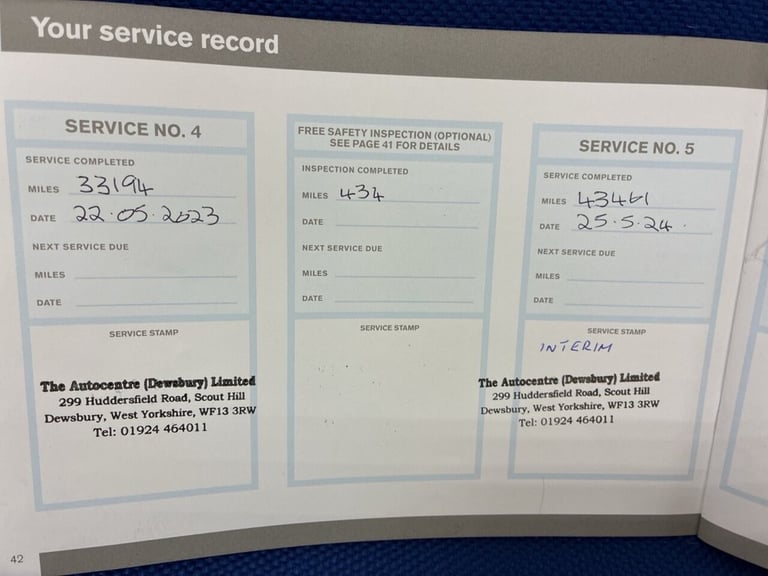 Your service record
SERVICE NO. 4
SERVICE COMPLETED
MILES 33194
DATE 22.05.2023
NEXT SERVICE DUE
MILES
DATE
SERVICE STAMP
The Autocentre (Dewsbury) Limited
299 Huddersfield Road, Scout Hill
Dewsbury, West Yorkshire, WF13 3RW
Tel: 01924 464011
FREE SAFETY INSPECTION (OPTIONAL)
SEE PAGE 41 FOR DETAILS
INSPECTION COMPLETED
MILES 434
DATE
NEXT SERVICE DUE
MILES
DATE
SERVICE STAMP
SERVICE NO. 5
SERVICE COMPLETED
MILES 43461
DATE 25.5.24.
NEXT SERVICE DUE
MILES
DATE
SERVICE STAMP
INTERIM
The Autocentre (Dewsbury) Limited
299 Huddersfield Road, Scout Hill
Dewsbury, West Yorkshire, WF13 3RW
Tel: 01924 464011
42